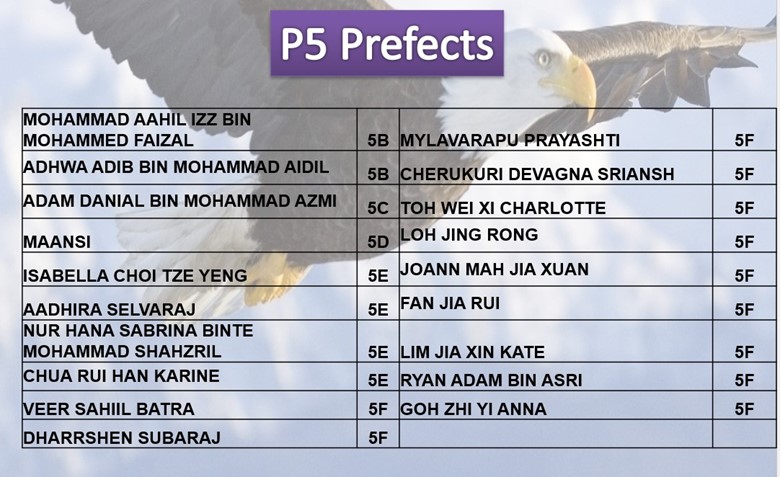 P5 Prefects
MOHAMMAD AAHIL IZZ BIN
MOHAMMED FAIZAL 5B MYLAVARAPU PRAYASHTI 5F
ADHWA ADIB BIN MOHAMMAD AIDIL 5B CHERUKURI DEVAGNA SRIANSH 5F
ADAM DANIAL BIN MOHAMMAD AZMI 5C TOH WEI XI CHARLOTTE 5F
MAANSI 5D LOH JING RONG 5F
ISABELLA CHOI TZE YENG 5E JOANN MAH JIA XUAN 5F
AADHIRA SELVARAJ 5E FAN JIA RUI 5F
NUR HANA SABRINA BINTE
MOHAMMAD SHAHZRIL 5E LIM JIA XIN KATE 5F
CHUA RUI HAN KARINE 5E RYAN ADAM BIN ASRI 5F
VEER SAHIIL BATRA 5F GOH ZHI YI ANNA 5F
DHARRSHEN SUBARAJ 5F